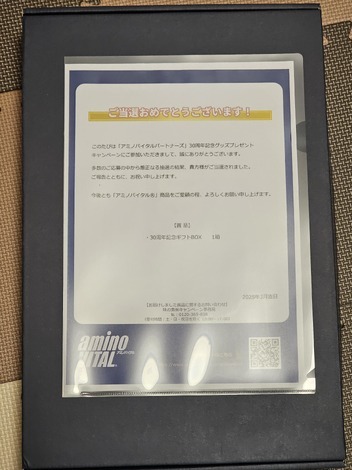 ご当選おめでとうございます！
このたびは「アミノバイタルパートナーズ」30周年記念グッズプレゼント
キャンペーンにご参加いただきまして、誠にありがとうございます。
多数のご応募の中から厳正なる抽選の結果、貴方様がご当選されました。
ご報告とともに、お祝い申し上げます。
今後とも「アミノバイタル®」商品をご愛顧の程、よろしくお願い申し上げます。
【賞品】
・30周年記念ギフトBOX 1箱
amino
VITAL
アミノバイタル